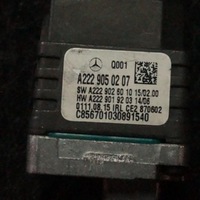 Q001
A222 905 02 07
SW A222 902 60 10 15/02.00
HW A222 901 92 03 14/06
0111.08.15 IRL CE2 870602
C856701030891540